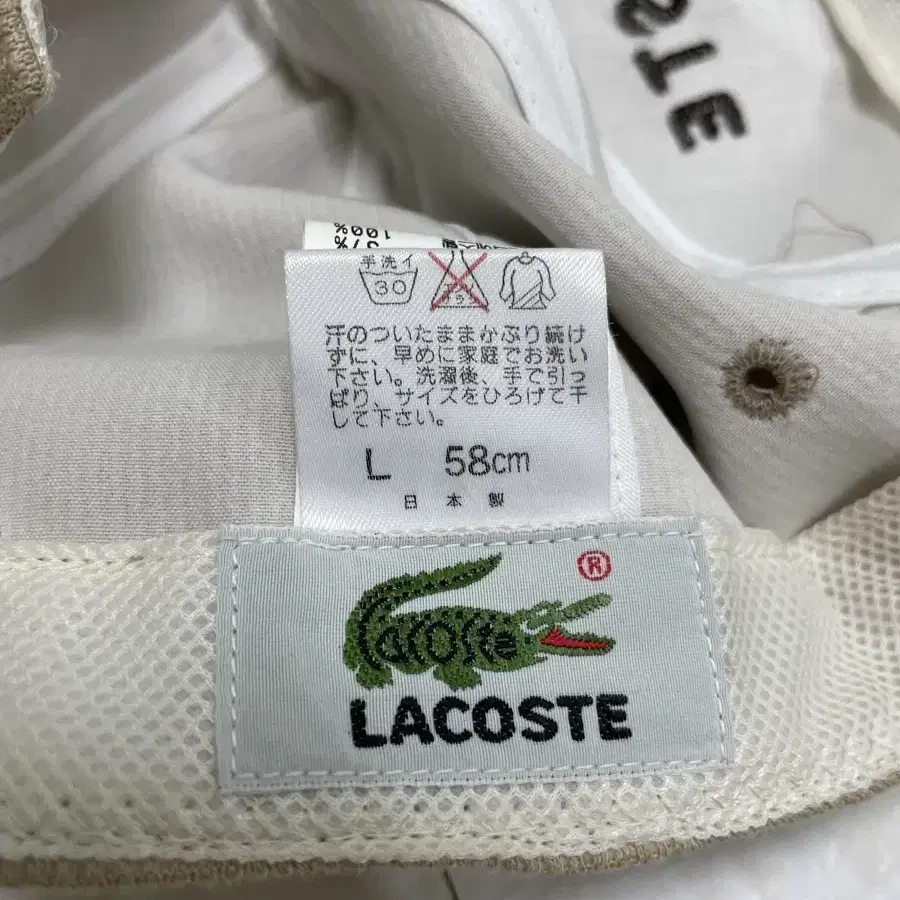 STE
100%
手洗イ
30
汗のついたままかぶり続け
ずに、早めに家庭でお洗い
下さい。洗濯後、手で引っ
ぱり、サイズをひろげて干
して下さい。
L 58cm
日本製
®
Lacoste
LACOSTE